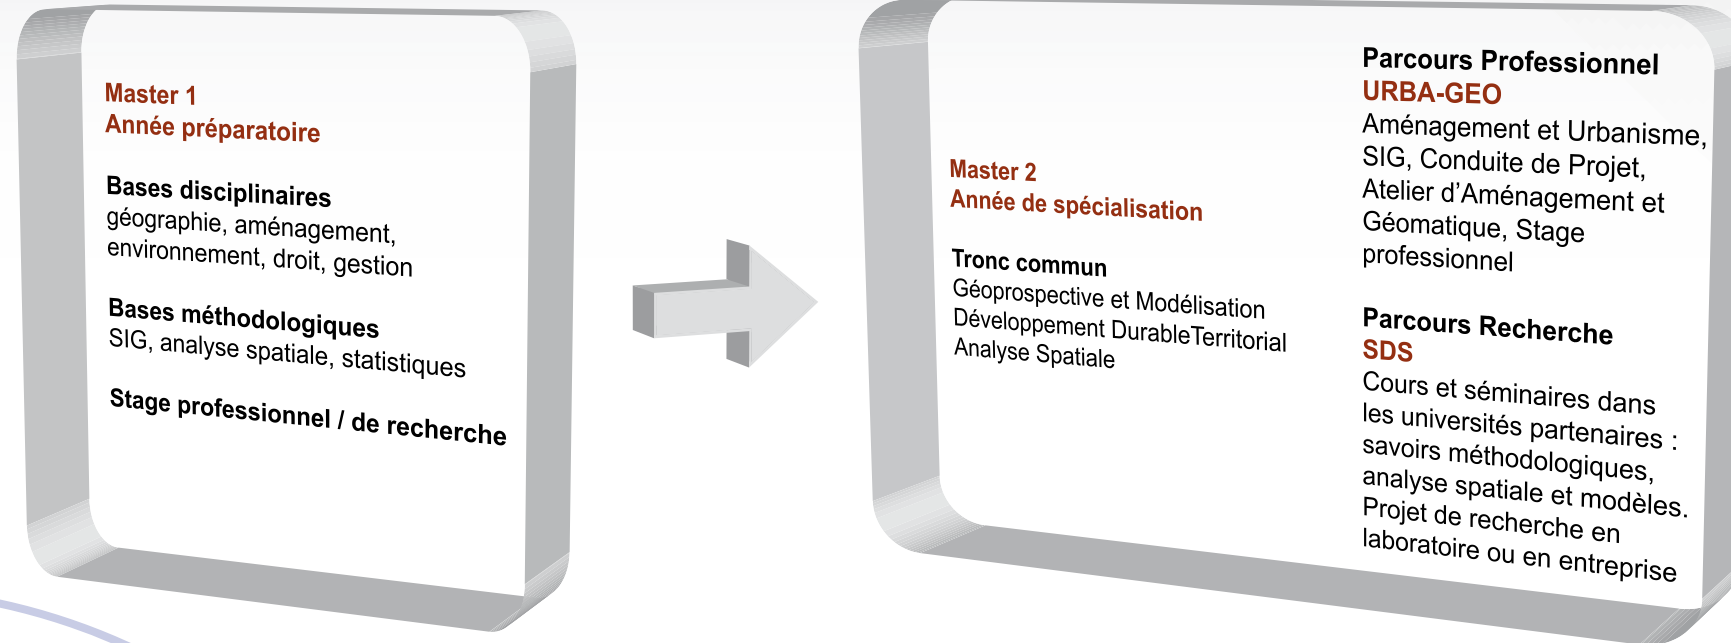 Master 1
Année préparatoire
Bases disciplinaires
géographie, aménagement,
environnement, droit, gestion
Bases méthodologiques
SIG, analyse spatiale, statistiques
Stage professionnel / de recherche
Master 2
Année de spécialisation
Tronc commun
Géoprospective et Modélisation
Développement DurableTerritorial
Analyse Spatiale
Parcours Professionnel
URBA-GEO
Aménagement et Urbanisme,
SIG, Conduite de Projet,
Atelier d'Aménagement et
Géomatique, Stage
professionnel
Parcours Recherche
SDS
Cours et séminaires dans
les universités partenaires :
savoirs méthodologiques,
analyse spatiale et modèles.
Projet de recherche en
laboratoire ou en entreprise